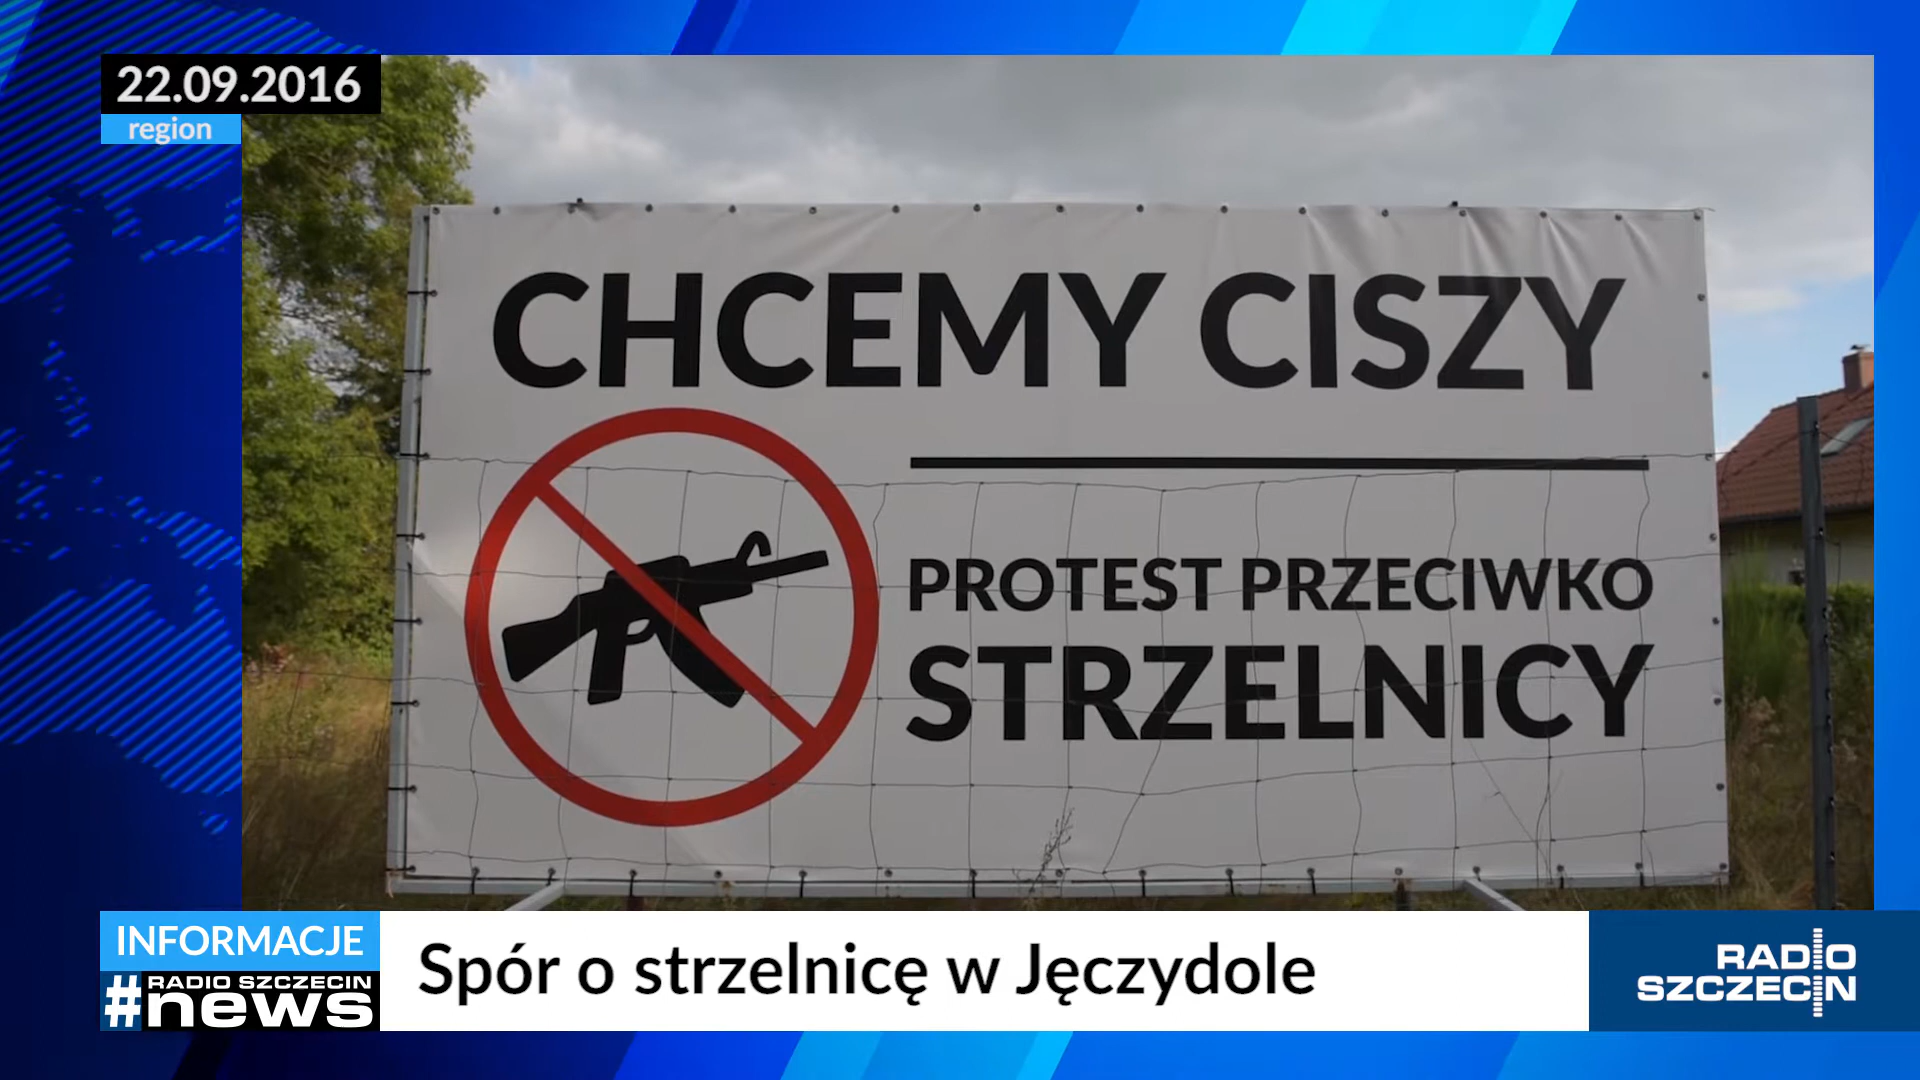 22.09.2016
region
CHCEMY CISZY
PROTEST PRZECIWKO
STRZELNICY
INFORMACJE
#RADIO SZCZECIN
news
Spór o strzelnicę w Jęczydole
RADIO
SZCZECIN